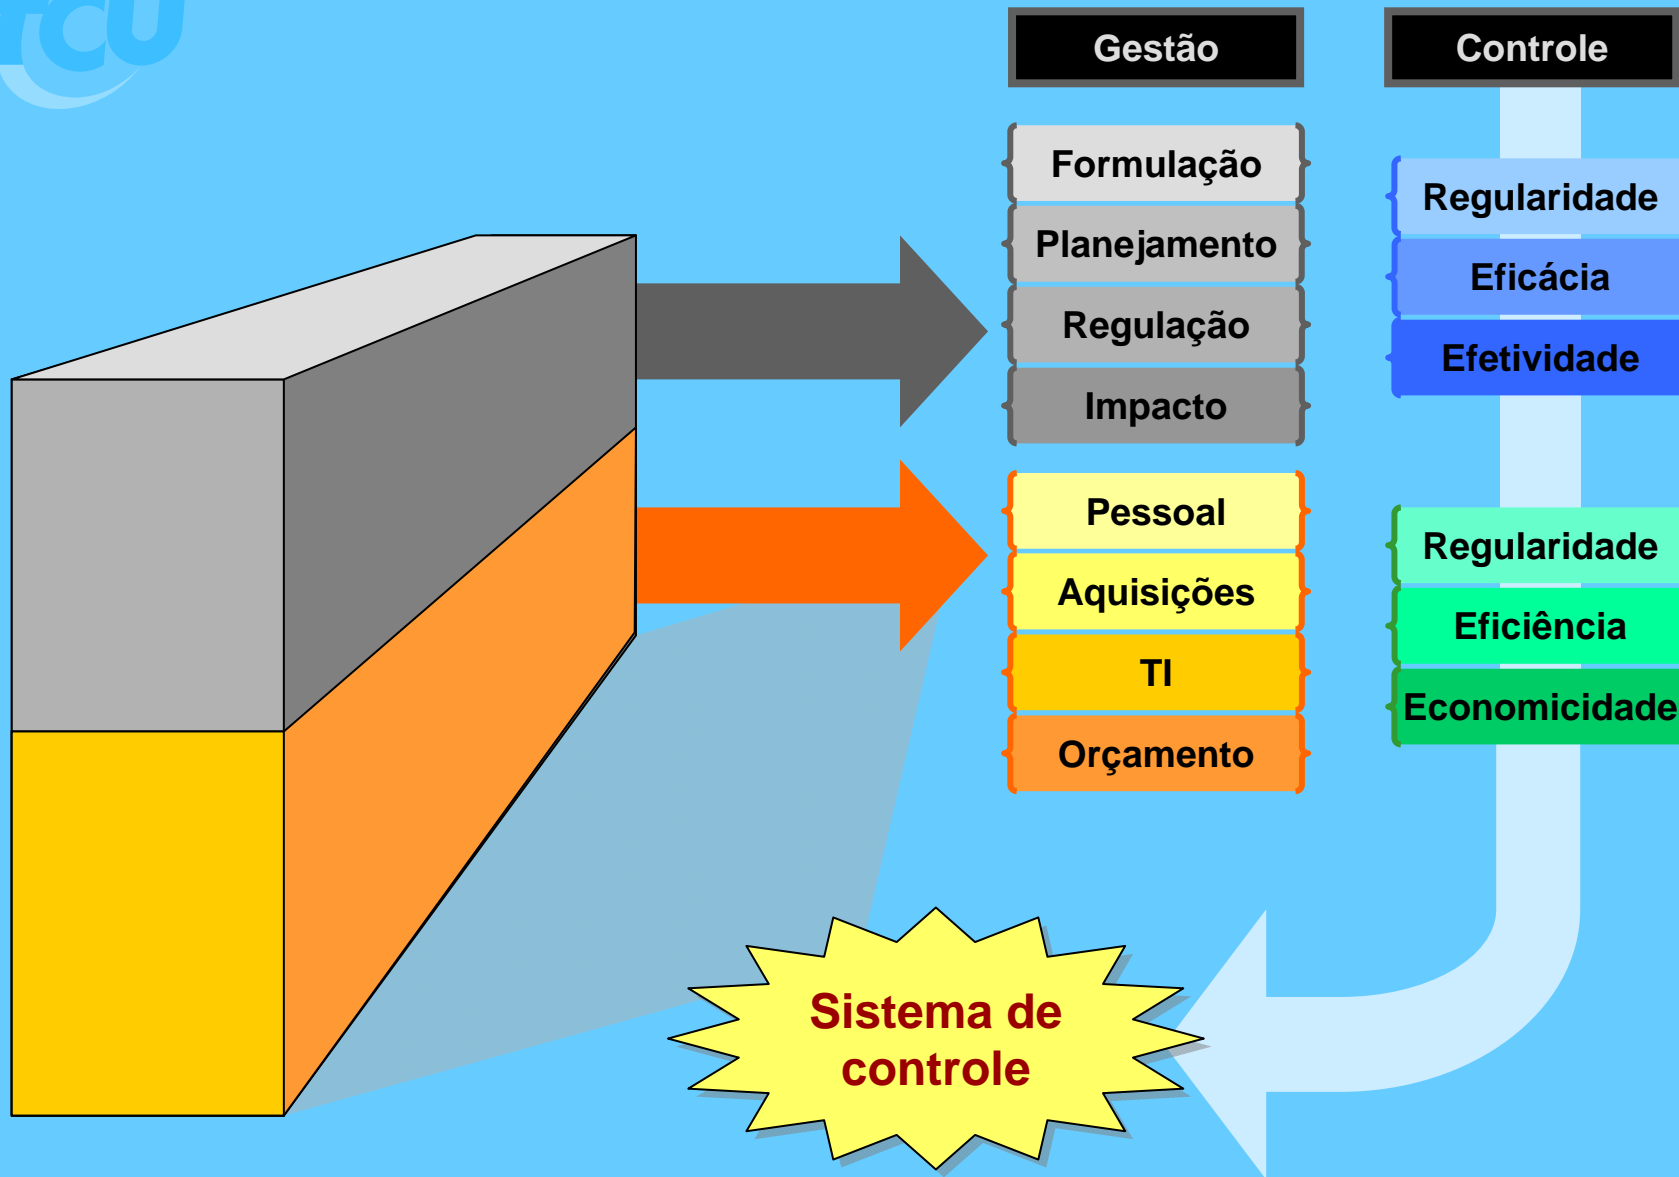 TCU
Gestão
Controle
Formulação
Planejamento
Regulação
Impacto
Regularidade
Eficácia
Efetividade
Pessoal
Aquisições
TI
Orçamento
Regularidade
Eficiência
Economicidade
Sistema de
controle